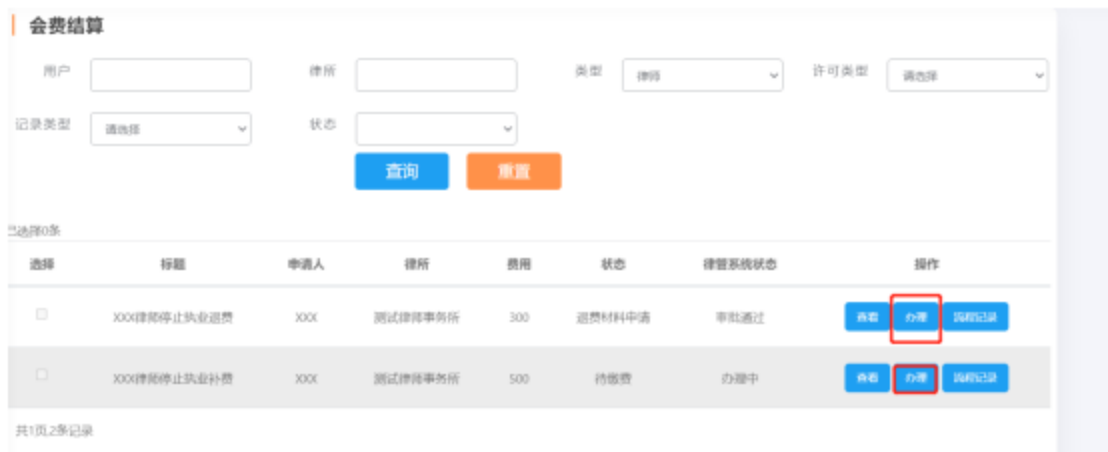 会费结算
用户 律所 类型 律师 许可类型 请选择
记录类型 请选择 状态
查询 重置
已选择0条
选择 标题 申请人 律所 费用 状态 律管系统状态 操作
XXX律师停止执业退费 XXX 测试律师事务所 300 退费材料申请 审批通过 查看 办理 流程记录
XXX律师停止执业补费 XXX 测试律师事务所 500 待缴费 办理中 查看 办理 流程记录
共1页,2条记录